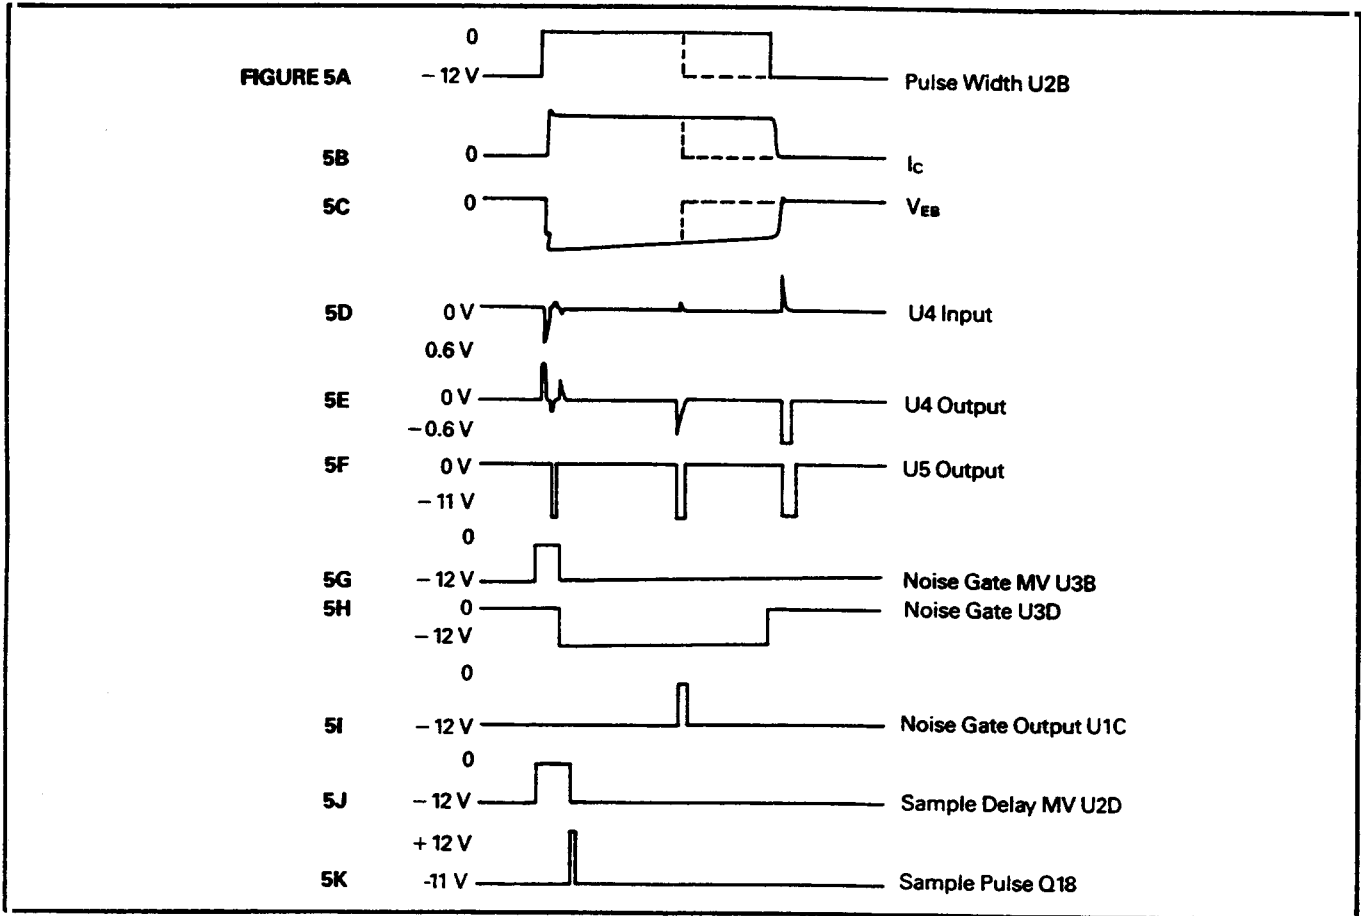 0
FIGURE 5A − 12 V Pulse Width U2B
5B 0 IC
5C 0 VEB
5D 0 V U4 Input
0.6 V
5E 0 V U4 Output
− 0.6 V
5F 0 V U5 Output
− 11 V
0
5G − 12 V Noise Gate MV U3B
5H 0 Noise Gate U3D
− 12 V
0
5I − 12 V Noise Gate Output U1C
0
5J − 12 V Sample Delay MV U2D
+ 12 V
5K -11 V Sample Pulse Q18